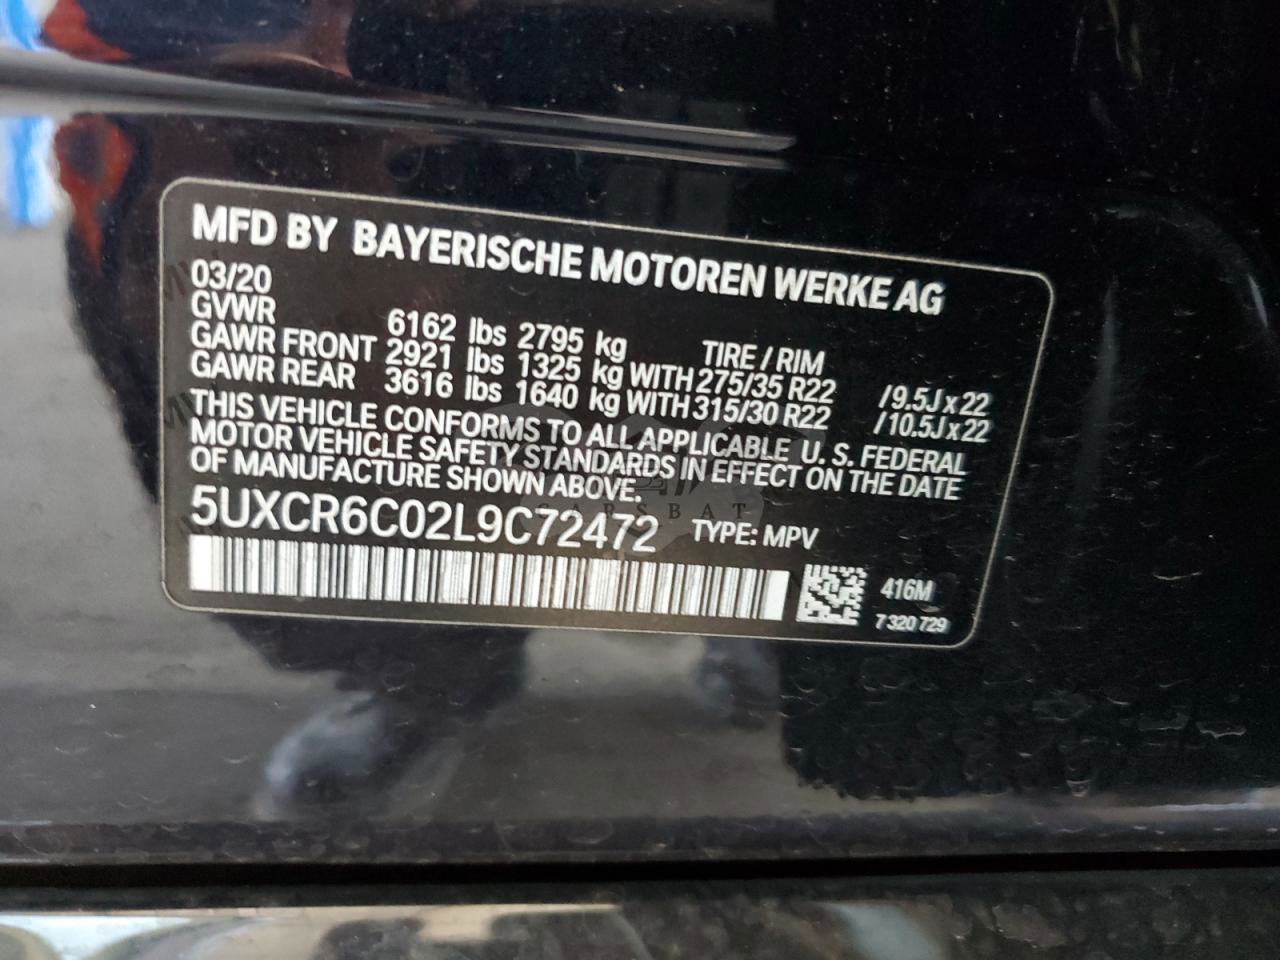 MFD BY BAYERISCHE MOTOREN WERKE AG
03/20
GVWR 6162 lbs 2795 kg TIRE / RIM
GAWR FRONT 2921 lbs 1325 kg WITH 275/35 R22 /9.5J x 22
GAWR REAR 3616 lbs 1640 kg WITH 315/30 R22 /10.5J x 22
THIS VEHICLE CONFORMS TO ALL APPLICABLE U. S. FEDERAL
MOTOR VEHICLE SAFETY STANDARDS IN EFFECT ON THE DATE
OF MANUFACTURE SHOWN ABOVE.
CARSBAT
5UXCR6C02L9C72472 TYPE: MPV
416M
7 320 729